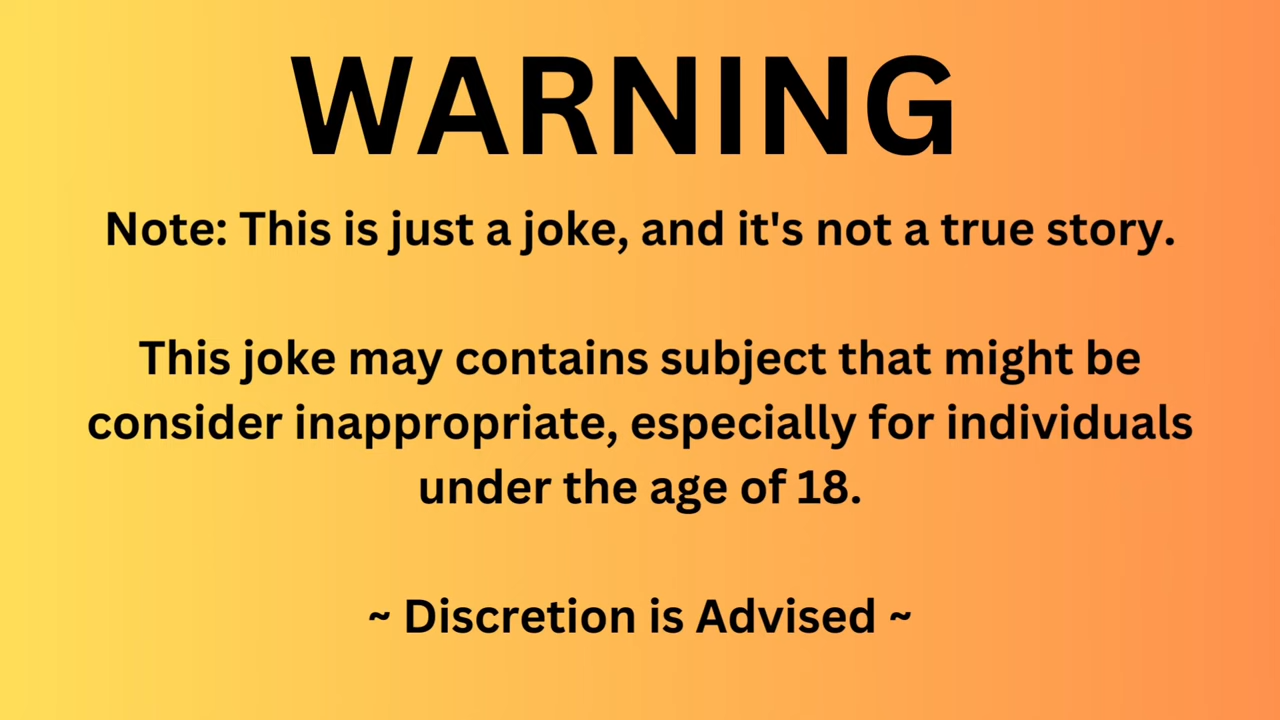 WARNING
Note: This is just a joke, and it's not a true story.
This joke may contains subject that might be
consider inappropriate, especially for individuals
under the age of 18.
~ Discretion is Advised ~